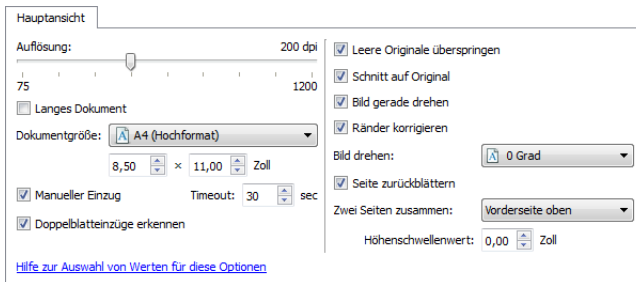 Hauptansicht
Auflösung: 200 dpi
75 1200
Langes Dokument
Dokumentgröße: A4 (Hochformat)
8,50 × 11,00 Zoll
Manueller Einzug Timeout: 30 sec
Doppelblatteinzüge erkennen
Hilfe zur Auswahl von Werten für diese Optionen
Leere Originale überspringen
Schnitt auf Original
Bild gerade drehen
Ränder korrigieren
Bild drehen: 0 Grad
Seite zurückblättern
Zwei Seiten zusammen: Vorderseite oben
Höhenschwellenwert: 0,00 Zoll